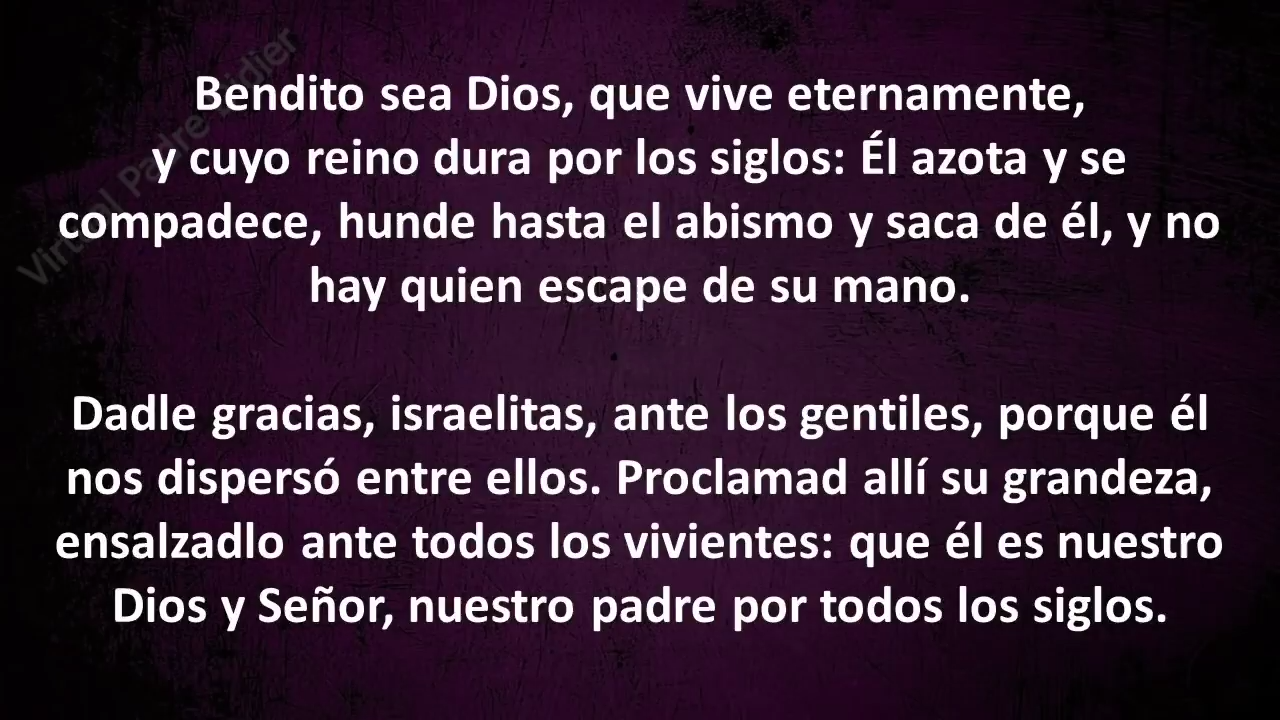 Bendito sea Dios, que vive eternamente,
y cuyo reino dura por los siglos: Él azota y se
compadece, hunde hasta el abismo y saca de él, y no
hay quien escape de su mano.
Dadle gracias, israelitas, ante los gentiles, porque él
nos dispersó entre ellos. Proclamad allí su grandeza,
ensalzadlo ante todos los vivientes: que él es nuestro
Dios y Señor, nuestro padre por todos los siglos.
Virtual Padre Didier